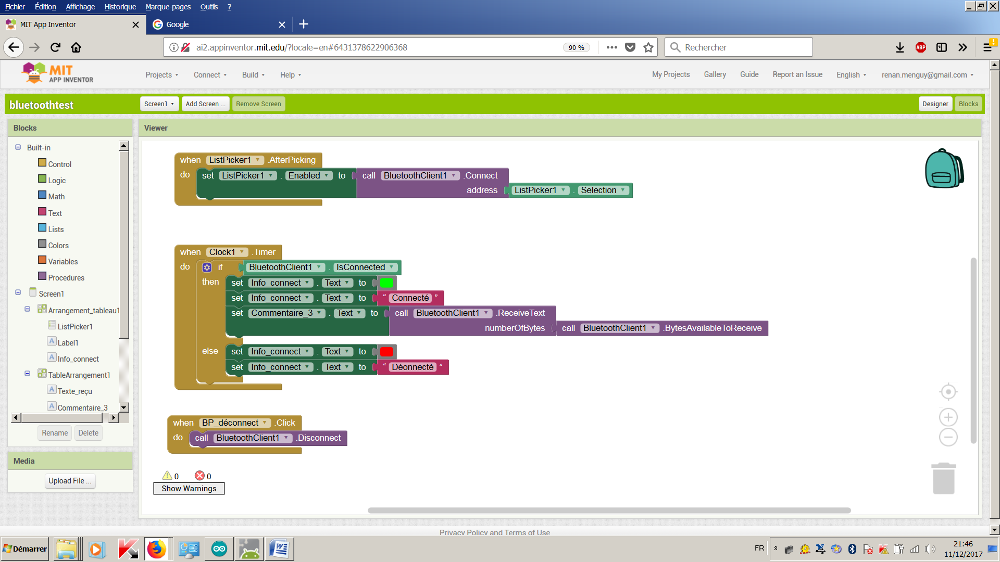 Fichier Édition Affichage Historique Marque-pages Outils ?
MIT App Inventor
Google
ai2.appinventor.mit.edu/?locale=en#6431378622906368
90 %
Rechercher
ABP
MIT
APP INVENTOR
Projects Connect Build Help
My Projects Gallery Guide Report an Issue English renan.menguy@gmail.com
bluetoothtest
Screen1 Add Screen ... Remove Screen
Designer Blocks
Blocks
Built-in
Control
Logic
Math
Text
Lists
Colors
Variables
Procedures
Screen1
Arrangement_tableau1
ListPicker1
Label1
Info_connect
TableArrangement1
Texte_reçu
Commentaire_3
Rename Delete
Media
Upload File ...
Viewer
when ListPicker1 .AfterPicking
do set ListPicker1 . Enabled to call BluetoothClient1 .Connect
address ListPicker1 . Selection
when Clock1 .Timer
do if BluetoothClient1 . IsConnected
then set Info_connect . Text to
set Info_connect . Text to “ Connecté ”
set Commentaire_3 . Text to call BluetoothClient1 .ReceiveText
numberOfBytes call BluetoothClient1 .BytesAvailableToReceive
else set Info_connect . Text to
set Info_connect . Text to “ Déonnecté ”
when BP_déconnect .Click
do call BluetoothClient1 .Disconnect
0 0
Show Warnings
Privacy Policy and Terms of Use
Démarrer
FR
21:46
11/12/2017